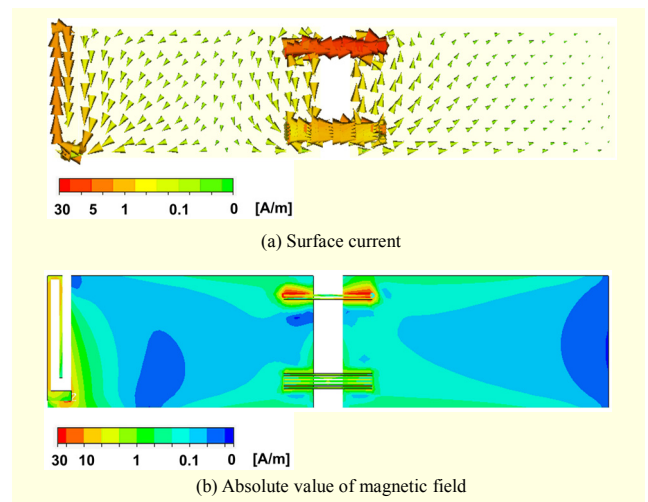 30 5 1 0.1 0 [A/m]
(a) Surface current
30 10 1 0.1 0 [A/m]
(b) Absolute value of magnetic field